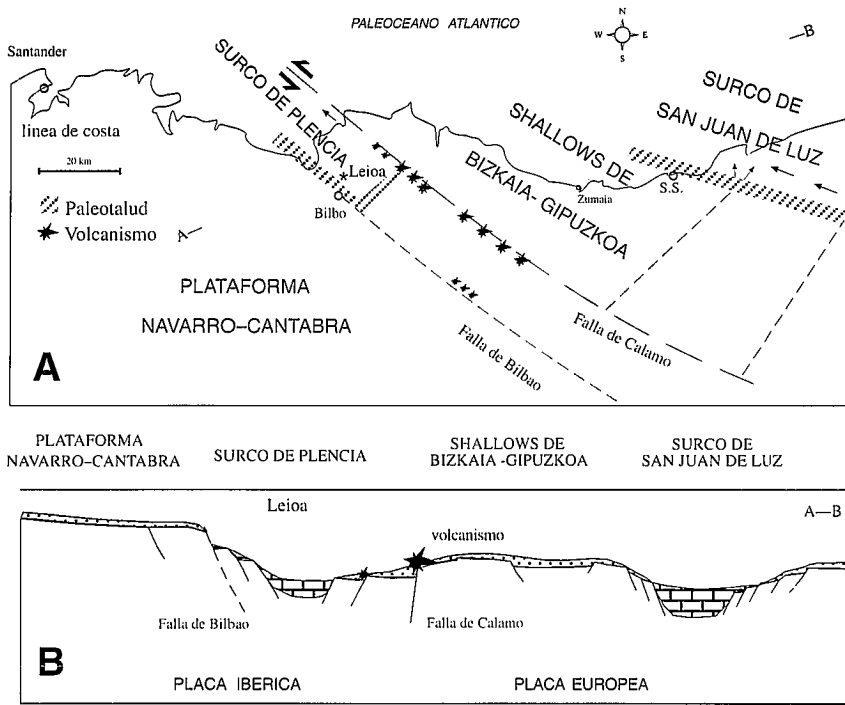 PALEOCEANO ATLANTICO
N
W E
S
B
Santander
línea de costa
20 km
Paleotalud
Volcanismo
A
SURCO DE PLENCIA
Leioa
Bilbo
PLATAFORMA
NAVARRO-CANTABRA
SHALLOWS DE
BIZKAIA- GIPUZKOA
Zumaia
S.S.
SURCO DE
SAN JUAN DE LUZ
Falla de Bilbao
Falla de Calamo
A
PLATAFORMA
NAVARRO-CANTABRA
SURCO DE PLENCIA
SHALLOWS DE
BIZKAIA -GIPUZKOA
SURCO DE
SAN JUAN DE LUZ
Leioa
A—B
volcanismo
Falla de Bilbao
Falla de Calamo
B
PLACA IBERICA
PLACA EUROPEA